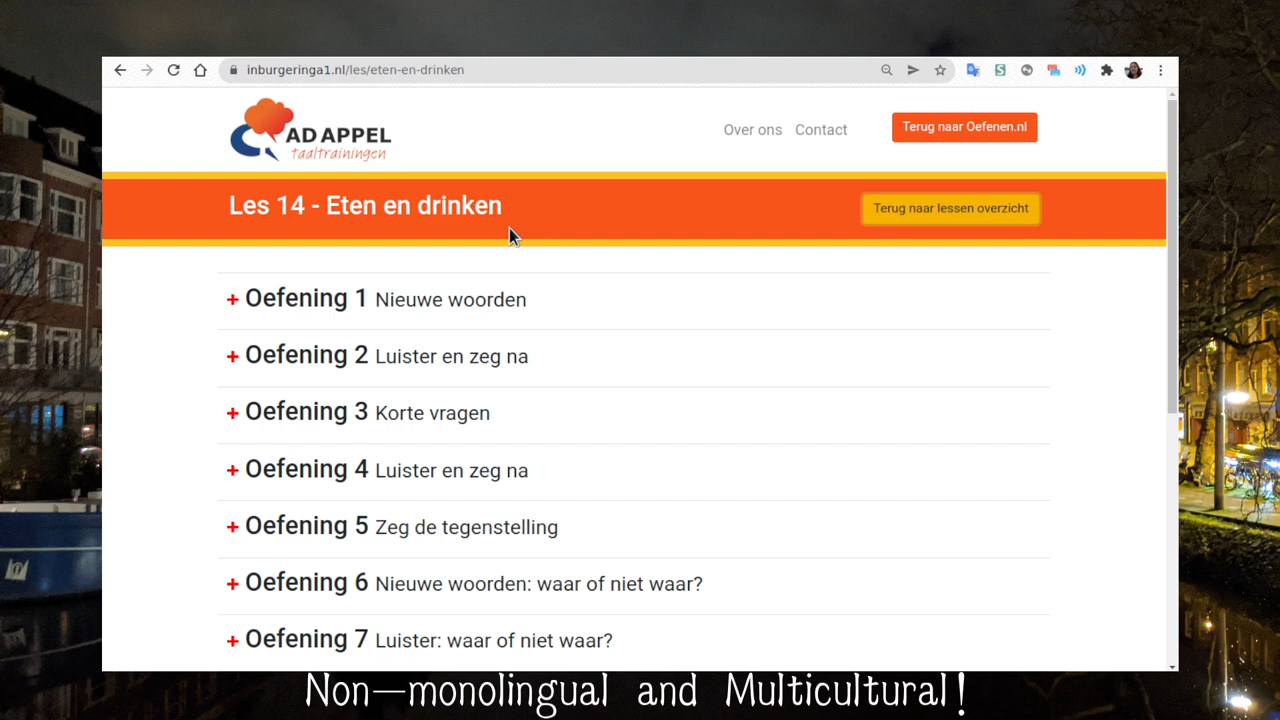 inburgeringa1.nl/les/eten-en-drinken
AD APPEL
taaltrainingen
Over ons
Contact
Terug naar Oefenen.nl
Les 14 - Eten en drinken
Terug naar lessen overzicht
+ Oefening 1 Nieuwe woorden
+ Oefening 2 Luister en zeg na
+ Oefening 3 Korte vragen
+ Oefening 4 Luister en zeg na
+ Oefening 5 Zeg de tegenstelling
+ Oefening 6 Nieuwe woorden: waar of niet waar?
+ Oefening 7 Luister: waar of niet waar?
Non-monolingual and Multicultural!